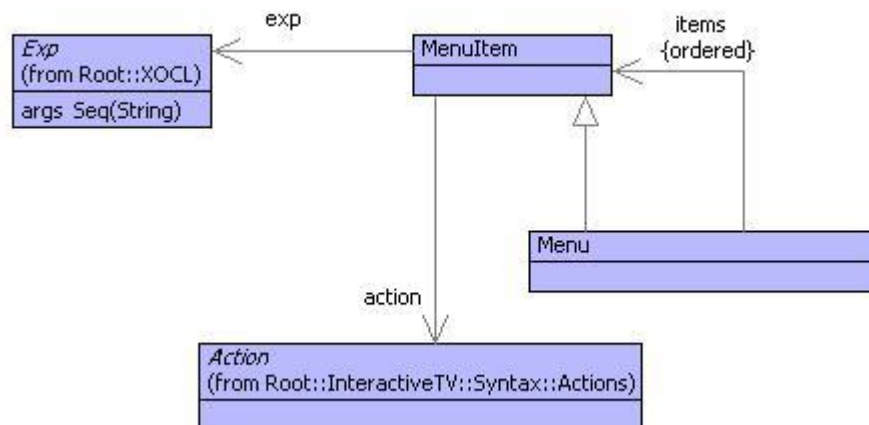 exp
items
{ordered}
Exp
(from Root::XOCL)
args Seq(String)
MenuItem
Menu
action
Action
(from Root::InteractiveTV::Syntax::Actions)